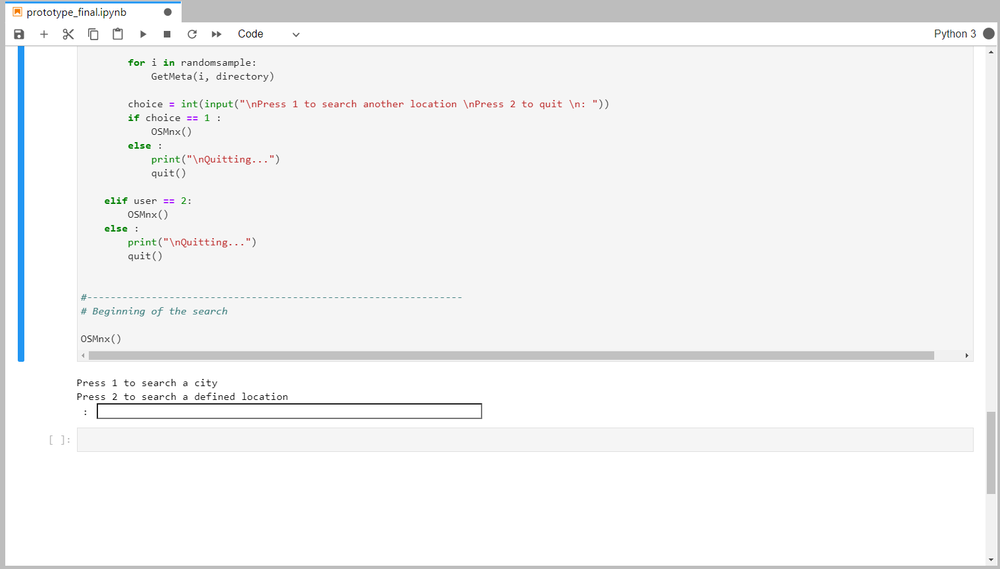 prototype_final.ipynb
Code
Python 3
for i in randomsample:
GetMeta(i, directory)
choice = int(input("\nPress 1 to search another location \nPress 2 to quit \n: "))
if choice == 1 :
OSMnx()
else :
print("\nQuitting...")
quit()
elif user == 2:
OSMnx()
else :
print("\nQuitting...")
quit()
#----------------------------------------------------------------
# Beginning of the search
OSMnx()
Press 1 to search a city
Press 2 to search a defined location
:
[ ]: